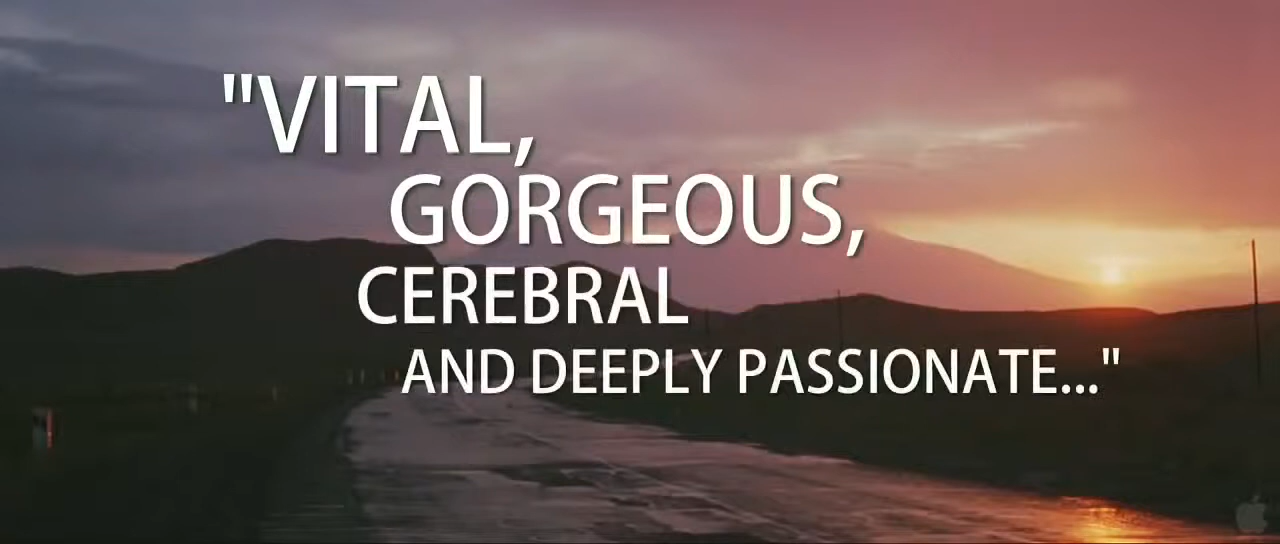 "VITAL,
GORGEOUS,
CEREBRAL
AND DEEPLY PASSIONATE..."